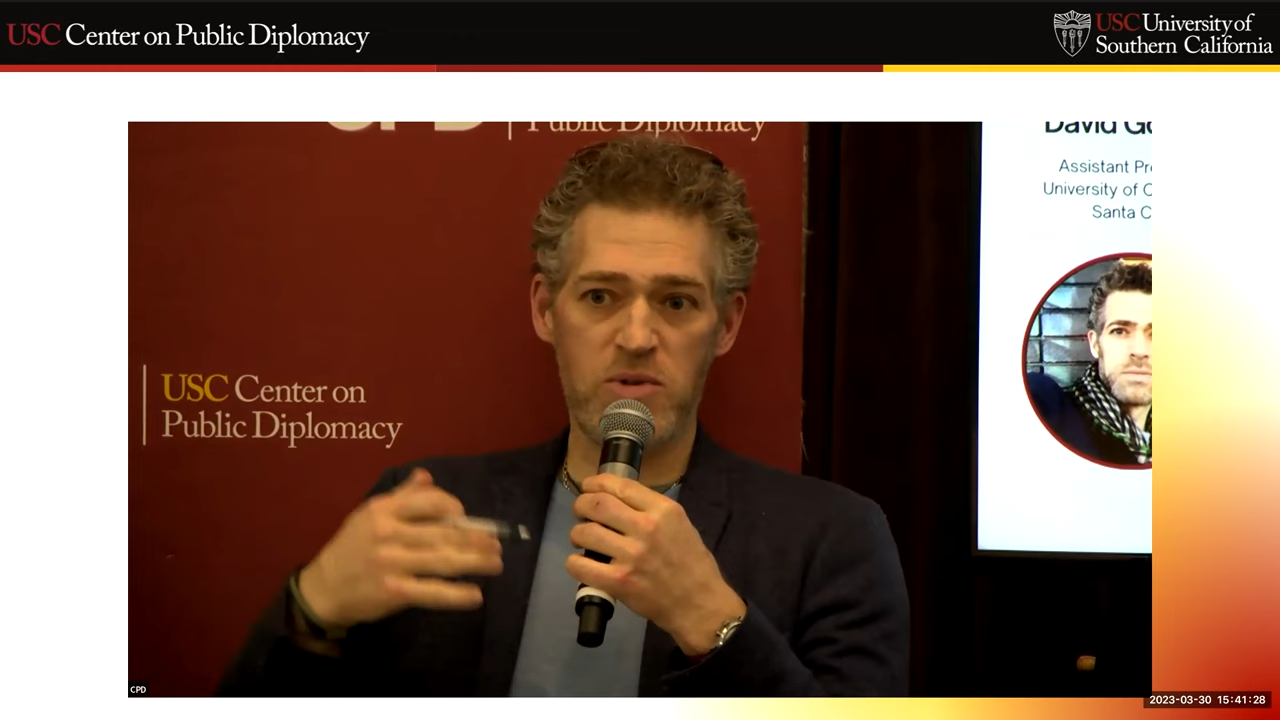 USC Center on Public Diplomacy
USC University of
Southern California
Public Diplomacy
USC Center on
Public Diplomacy
David
Assistant
University of
Santa
CPD
2023-03-30 15:41:28